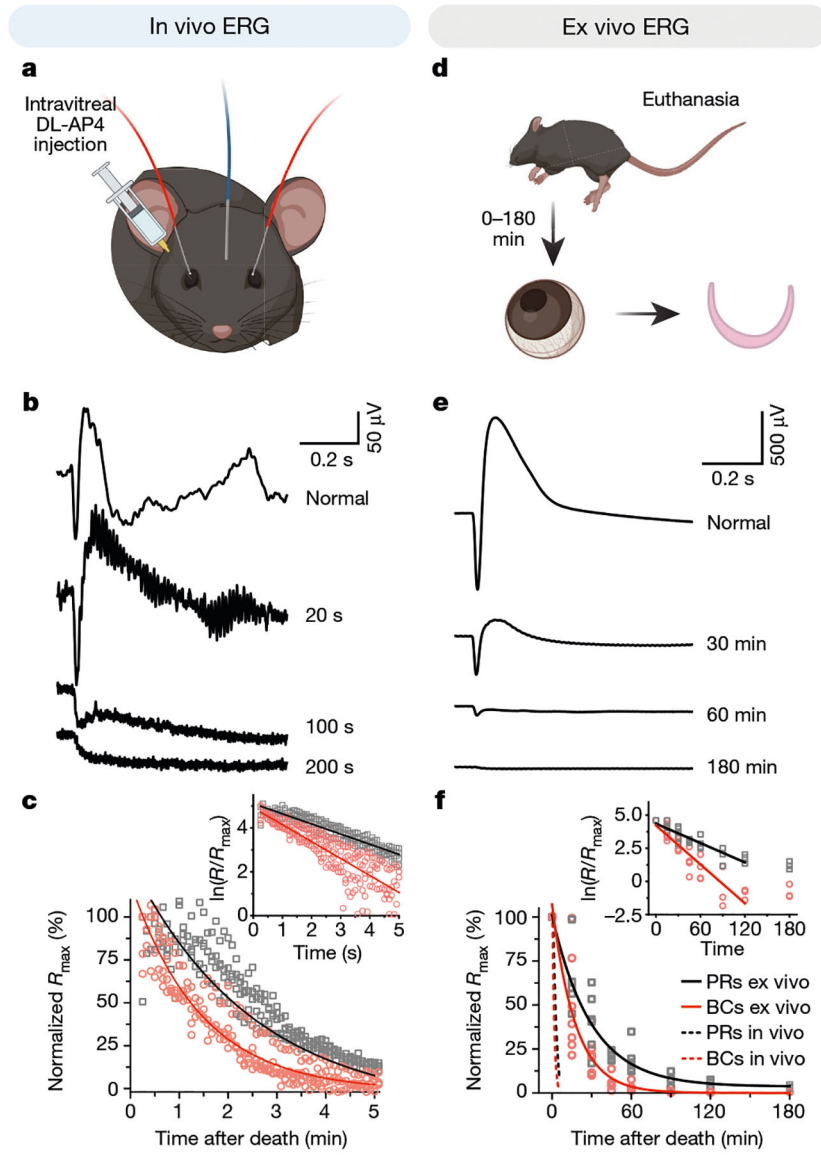 In vivo ERG
Ex vivo ERG
a
Intravitreal
DL-AP4
injection
d
Euthanasia
0–180
min
b
50 μV
0.2 s
Normal
20 s
100 s
200 s
e
500 μV
0.2 s
Normal
30 min
60 min
180 min
c
ln(R/Rmax)
4
2
0
0 1 2 3 4 5
Time (s)
Normalized Rmax (%)
100
75
50
25
0
0 1 2 3 4 5
Time after death (min)
f
ln(R/Rmax)
5.0
2.5
0
–2.5
0 60 120 180
Time
Normalized Rmax (%)
100
75
50
25
0
PRs ex vivo
BCs ex vivo
PRs in vivo
BCs in vivo
0 60 120 180
Time after death (min)